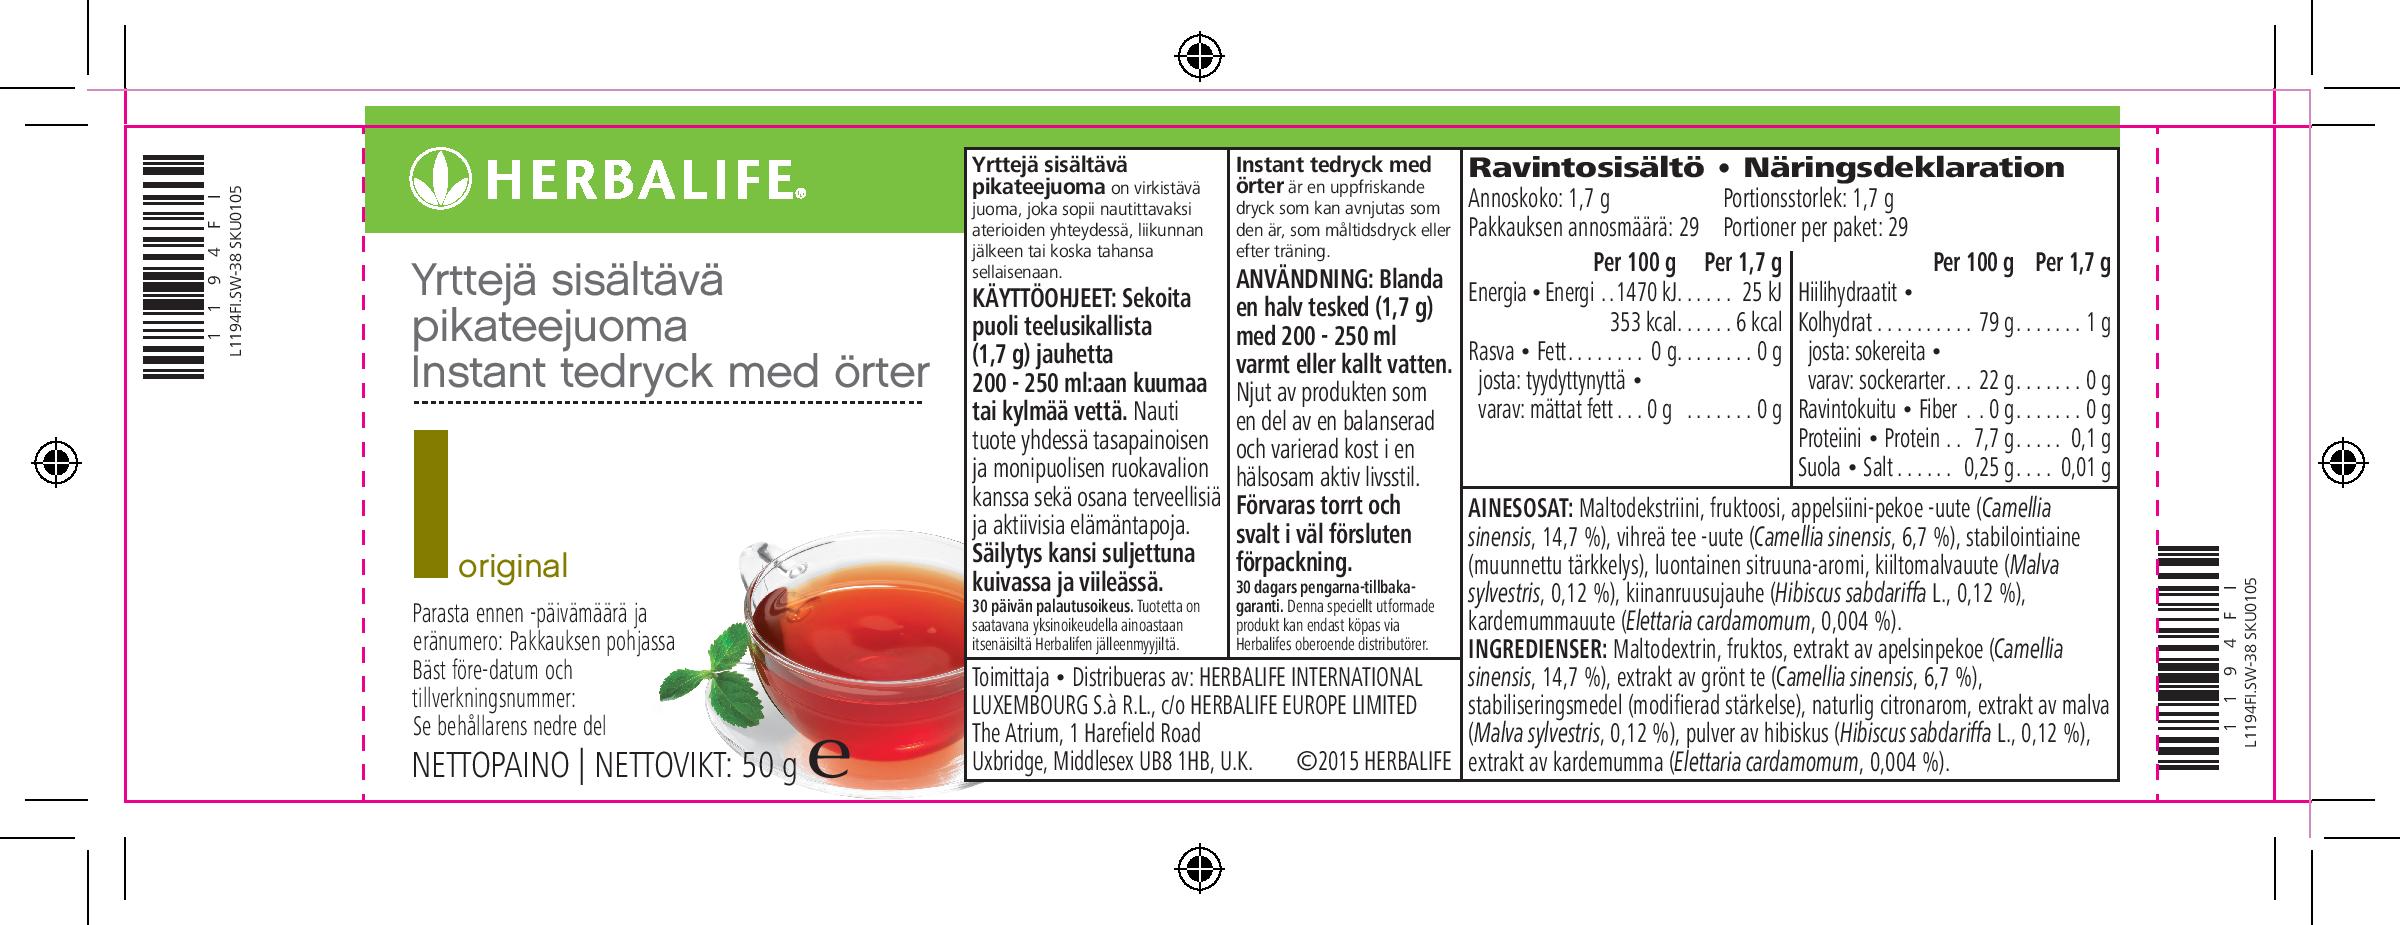 1194FI
L1194FI.SW-38 SKU0105
HERBALIFE®
Yrttejä sisältävä
pikateejuoma
Instant tedryck med örter
original
Parasta ennen -päivämäärä ja
eränumero: Pakkauksen pohjassa
Bäst före-datum och
tillverkningsnummer:
Se behållarens nedre del
NETTOPAINO | NETTOVIKT: 50 g e
Yrttejä sisältävä
pikateejuoma on virkistävä
juoma, joka sopii nautittavaksi
aterioiden yhteydessä, liikunnan
jälkeen tai koska tahansa
sellaisenaan.
KÄYTTÖOHJEET: Sekoita
puoli teelusikallista
(1,7 g) jauhetta
200 - 250 ml:aan kuumaa
tai kylmää vettä. Nauti
tuote yhdessä tasapainoisen
ja monipuolisen ruokavalion
kanssa sekä osana terveellisiä
ja aktiivisia elämäntapoja.
Säilytys kansi suljettuna
kuivassa ja viileässä.
30 päivän palautusoikeus. Tuotetta on
saatavana yksinoikeudella ainoastaan
itsenäisiltä Herbalifen jälleenmyyjiltä.
Instant tedryck med
örter är en uppfriskande
dryck som kan avnjutas som
den är, som måltidsdryck eller
efter träning.
ANVÄNDNING: Blanda
en halv tesked (1,7 g)
med 200 - 250 ml
varmt eller kallt vatten.
Njut av produkten som
en del av en balanserad
och varierad kost i en
hälsosam aktiv livsstil.
Förvaras torrt och
svalt i väl försluten
förpackning.
30 dagars pengarna-tillbaka-
garanti. Denna speciellt utformade
produkt kan endast köpas via
Herbalifes oberoende distributörer.
Toimittaja • Distribueras av: HERBALIFE INTERNATIONAL
LUXEMBOURG S.à R.L., c/o HERBALIFE EUROPE LIMITED
The Atrium, 1 Harefield Road
Uxbridge, Middlesex UB8 1HB, U.K. ©2015 HERBALIFE
Ravintosisältö • Näringsdeklaration
Annoskoko: 1,7 g Portionsstorlek: 1,7 g
Pakkauksen annosmäärä: 29 Portioner per paket: 29
Per 100 g Per 1,7 g
Energia • Energi ..1470 kJ...... 25 kJ
353 kcal......6 kcal
Rasva • Fett........ 0 g........ 0 g
josta: tyydyttynyttä •
varav: mättat fett...0 g .......0 g
Per 100 g Per 1,7 g
Hiilihydraatit •
Kolhydrat.......... 79 g.......1 g
josta: sokereita •
varav: sockerarter... 22 g.......0 g
Ravintokuitu • Fiber ..0 g.......0 g
Proteiini • Protein.. 7,7 g..... 0,1 g
Suola • Salt...... 0,25 g.... 0,01 g
AINESOSAT: Maltodekstriini, fruktoosi, appelsiini-pekoe -uute (Camellia
sinensis, 14,7 %), vihreä tee -uute (Camellia sinensis, 6,7 %), stabilointiaine
(muunnettu tärkkelys), luontainen sitruuna-aromi, kiiltomalvauute (Malva
sylvestris, 0,12 %), kiinanruusujauhe (Hibiscus sabdariffa L., 0,12 %),
kardemummauute (Elettaria cardamomum, 0,004 %).
INGREDIENSER: Maltodextrin, fruktos, extrakt av apelsinpekoe (Camellia
sinensis, 14,7 %), extrakt av grönt te (Camellia sinensis, 6,7 %),
stabiliseringsmedel (modifierad stärkelse), naturlig citronarom, extrakt av malva
(Malva sylvestris, 0,12 %), pulver av hibiskus (Hibiscus sabdariffa L., 0,12 %),
extrakt av kardemumma (Elettaria cardamomum, 0,004 %).
1194FI
L1194FI.SW-38 SKU0105